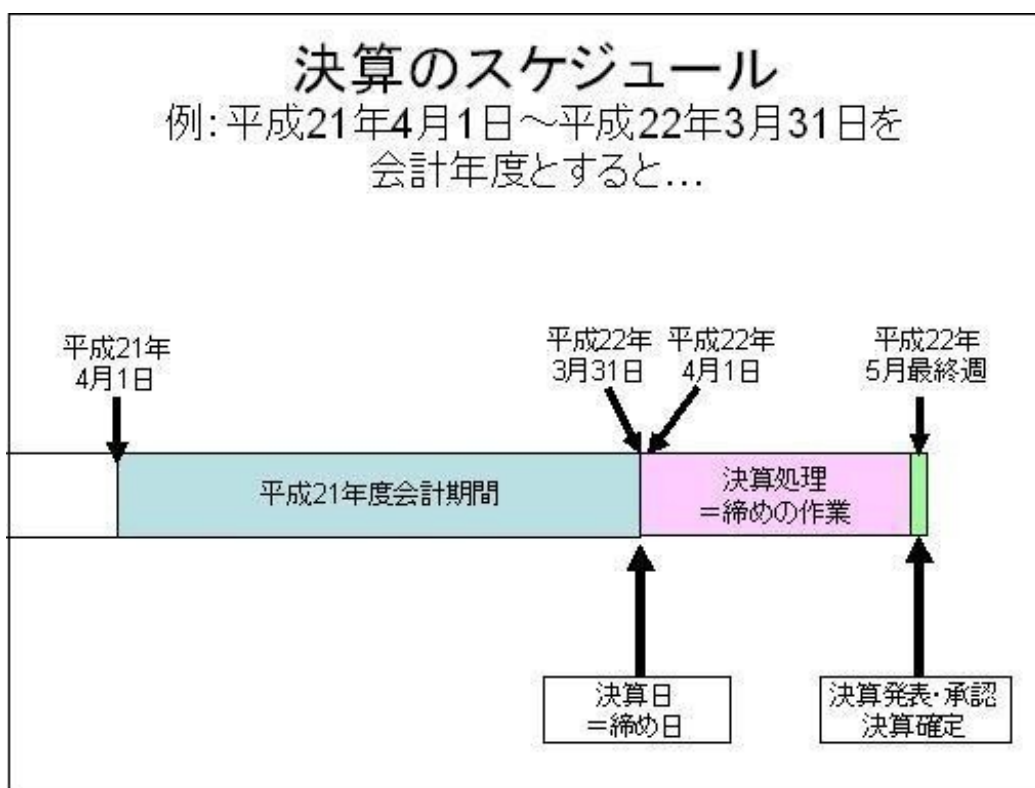 決算のスケジュール
例:平成21年4月1日~平成22年3月31日を
会計年度とすると…
平成21年
4月1日
平成22年
3月31日
平成22年
4月1日
平成22年
5月最終週
平成21年度会計期間
決算処理
=締めの作業
決算日
=締め日
決算発表・承認
決算確定